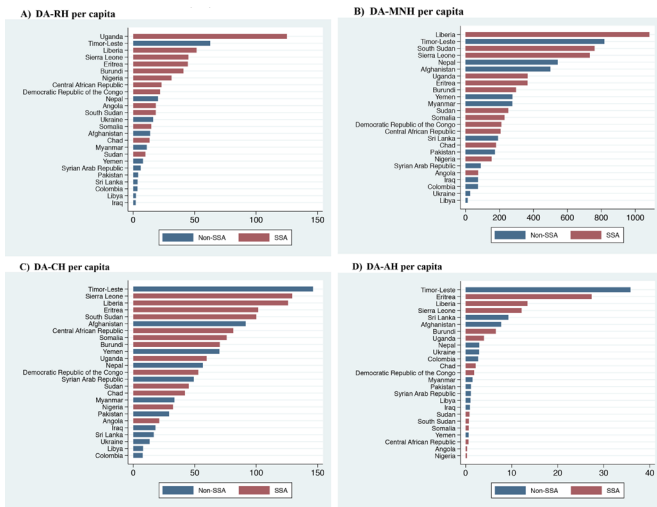 A) DA-RH per capita
Uganda
Timor-Leste
Liberia
Sierra Leone
Eritrea
Burundi
Nigeria
Central African Republic
Democratic Republic of the Congo
Nepal
Angola
South Sudan
Ukraine
Somalia
Afghanistan
Chad
Myanmar
Sudan
Yemen
Syrian Arab Republic
Pakistan
Sri Lanka
Colombia
Libya
Iraq
0 50 100 150
Non-SSA SSA
B) DA-MNH per capita
Liberia
Timor-Leste
South Sudan
Sierra Leone
Nepal
Afghanistan
Uganda
Eritrea
Burundi
Yemen
Myanmar
Sudan
Somalia
Democratic Republic of the Congo
Central African Republic
Sri Lanka
Chad
Pakistan
Nigeria
Syrian Arab Republic
Angola
Iraq
Colombia
Ukraine
Libya
0 200 400 600 800 1000
Non-SSA SSA
C) DA-CH per capita
Timor-Leste
Sierra Leone
Liberia
Eritrea
South Sudan
Afghanistan
Central African Republic
Somalia
Burundi
Yemen
Uganda
Nepal
Democratic Republic of the Congo
Syrian Arab Republic
Sudan
Chad
Myanmar
Nigeria
Pakistan
Angola
Iraq
Sri Lanka
Ukraine
Libya
Colombia
0 50 100 150
Non-SSA SSA
D) DA-AH per capita
Timor-Leste
Eritrea
Liberia
Sierra Leone
Sri Lanka
Afghanistan
Burundi
Uganda
Nepal
Ukraine
Colombia
Chad
Democratic Republic of the Congo
Myanmar
Pakistan
Syrian Arab Republic
Libya
Iraq
Sudan
South Sudan
Somalia
Yemen
Central African Republic
Angola
Nigeria
0 10 20 30 40
Non-SSA SSA